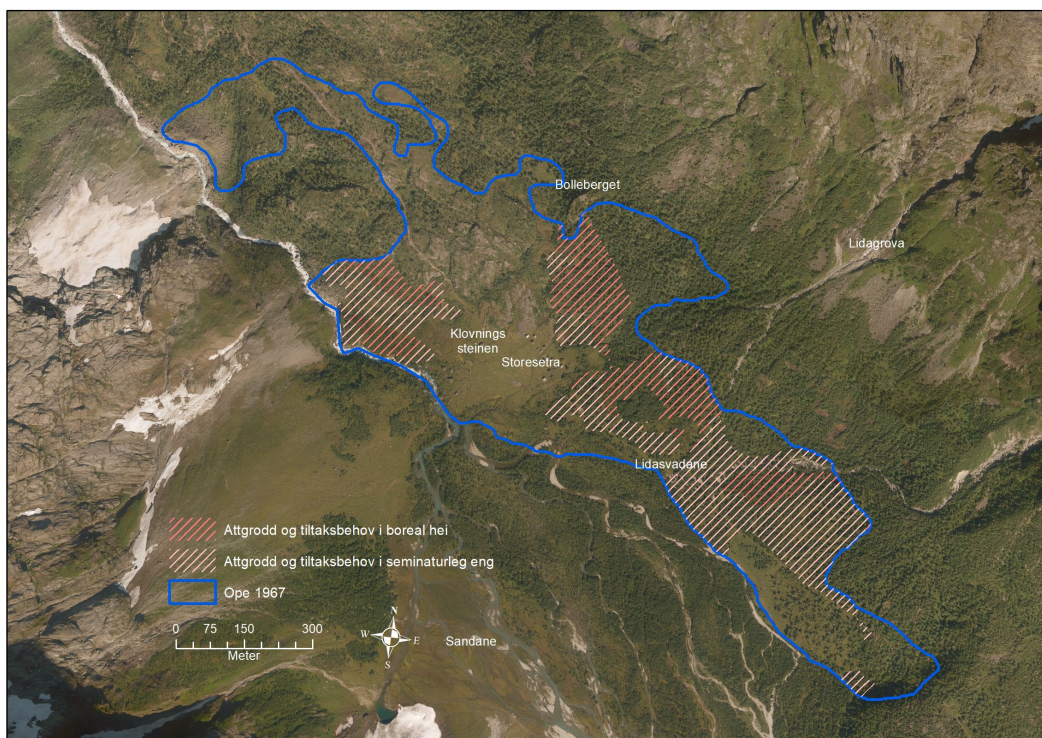 Bolleberget
Lidagrova
Klovnings
steinen
Storesetra
Lidasvadane
Attgrodd og tiltaksbehov i boreal hei
Attgrodd og tiltaksbehov i seminaturleg eng
Ope 1967
N
W
E
S
0 75 150 300
Meter
Sandane